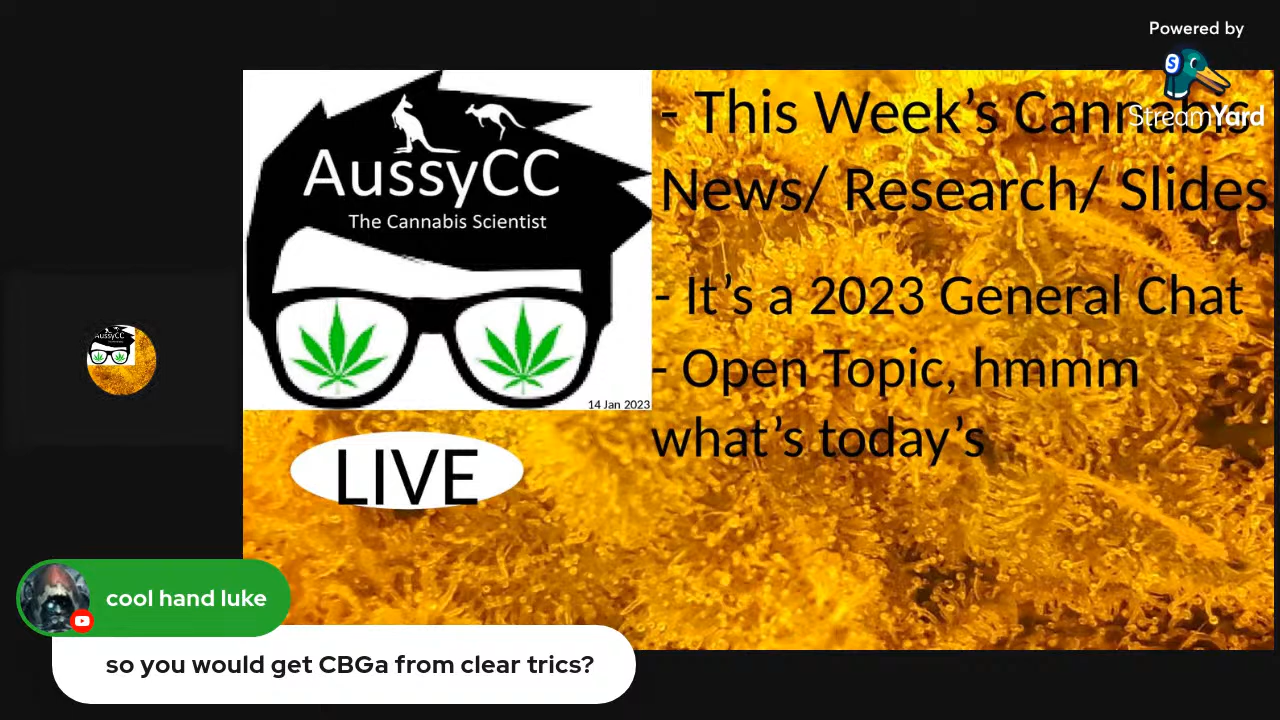 Powered by
StreamYard
- This Week's Cannabis
News/ Research/ Slides
AussyCC
The Cannabis Scientist
- It's a 2023 General Chat
- Open Topic, hmmm
14 Jan 2023
what's today's
LIVE
AussyCC
cool hand luke
so you would get CBGa from clear trics?